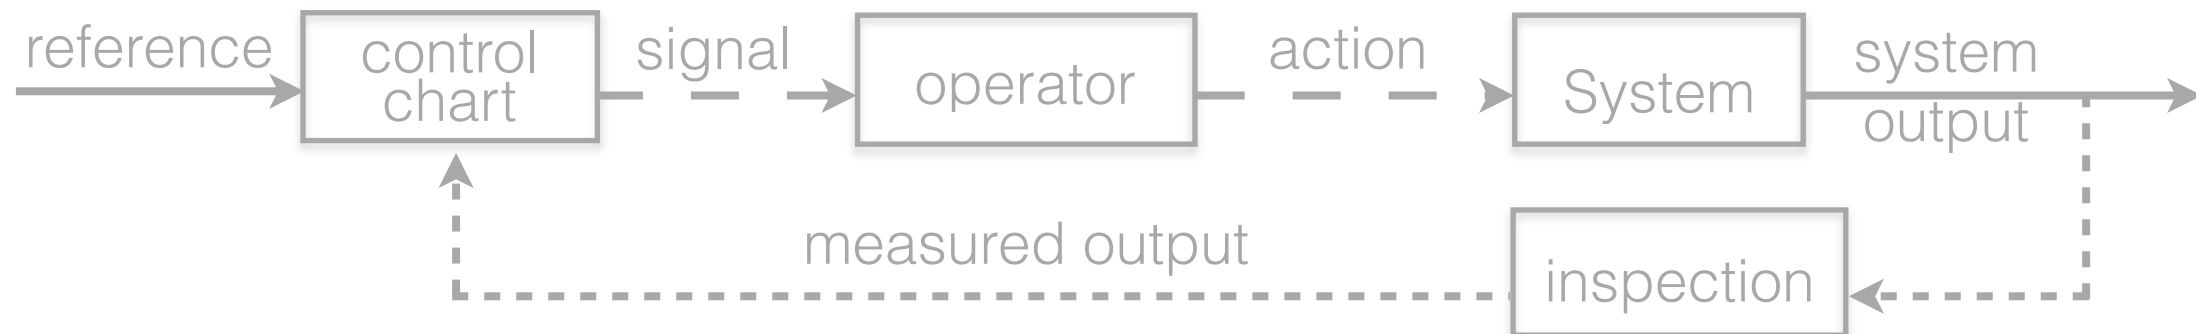 reference
control
chart
signal
operator
action
System
system
output
measured output
inspection